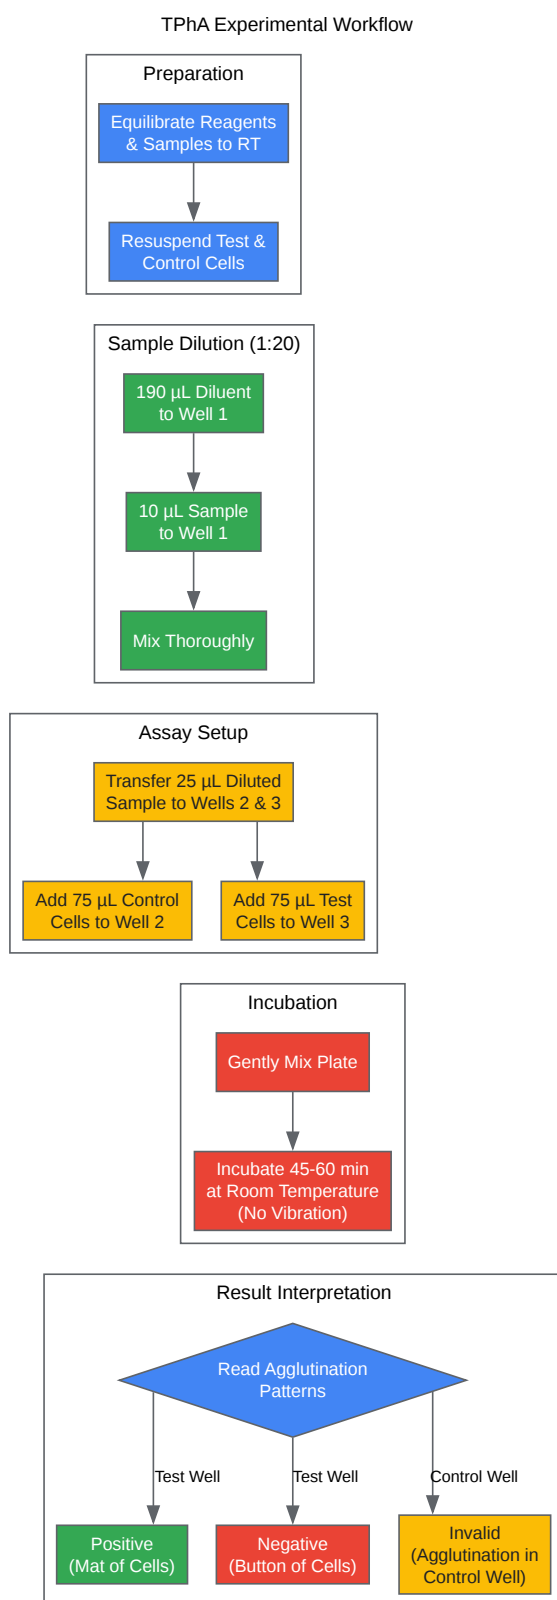 TPhA Experimental Workflow
Preparation
Equilibrate Reagents
& Samples to RT
Resuspend Test &
Control Cells
Sample Dilution (1:20)
190 µL Diluent
to Well 1
10 µL Sample
to Well 1
Mix Thoroughly
Assay Setup
Transfer 25 µL Diluted
Sample to Wells 2 & 3
Add 75 µL Control
Cells to Well 2
Add 75 µL Test
Cells to Well 3
Incubation
Gently Mix Plate
Incubate 45-60 min
at Room Temperature
(No Vibration)
Result Interpretation
Read Agglutination
Patterns
Test Well
Test Well
Control Well
Positive
(Mat of Cells)
Negative
(Button of Cells)
Invalid
(Agglutination in
Control Well)